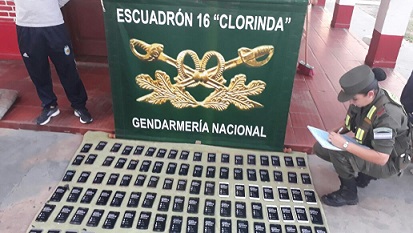 ESCUADRÓN 16 "CLORINDA"
GENDARMERÍA NACIONAL